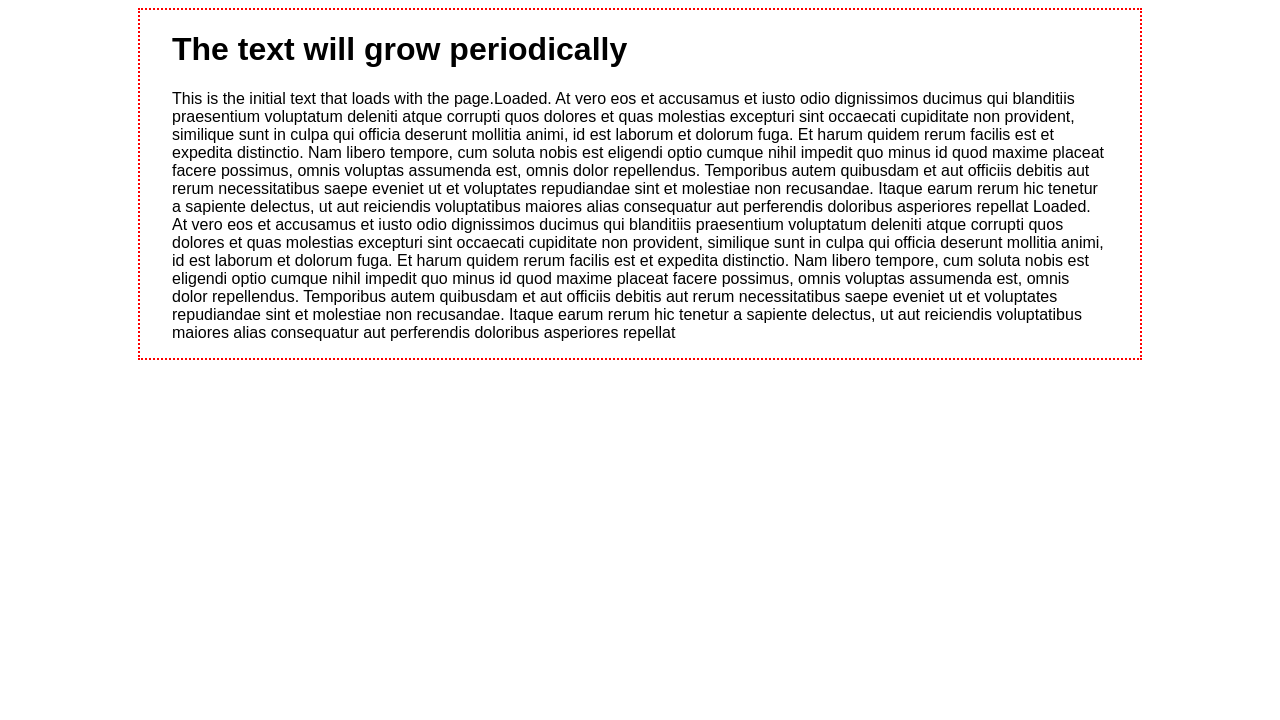 The text will grow periodically
This is the initial text that loads with the page.Loaded. At vero eos et accusamus et iusto odio dignissimos ducimus qui blanditiis
praesentium voluptatum deleniti atque corrupti quos dolores et quas molestias excepturi sint occaecati cupiditate non provident,
similique sunt in culpa qui officia deserunt mollitia animi, id est laborum et dolorum fuga. Et harum quidem rerum facilis est et
expedita distinctio. Nam libero tempore, cum soluta nobis est eligendi optio cumque nihil impedit quo minus id quod maxime placeat
facere possimus, omnis voluptas assumenda est, omnis dolor repellendus. Temporibus autem quibusdam et aut officiis debitis aut
rerum necessitatibus saepe eveniet ut et voluptates repudiandae sint et molestiae non recusandae. Itaque earum rerum hic tenetur
a sapiente delectus, ut aut reiciendis voluptatibus maiores alias consequatur aut perferendis doloribus asperiores repellat Loaded.
At vero eos et accusamus et iusto odio dignissimos ducimus qui blanditiis praesentium voluptatum deleniti atque corrupti quos
dolores et quas molestias excepturi sint occaecati cupiditate non provident, similique sunt in culpa qui officia deserunt mollitia animi,
id est laborum et dolorum fuga. Et harum quidem rerum facilis est et expedita distinctio. Nam libero tempore, cum soluta nobis est
eligendi optio cumque nihil impedit quo minus id quod maxime placeat facere possimus, omnis voluptas assumenda est, omnis
dolor repellendus. Temporibus autem quibusdam et aut officiis debitis aut rerum necessitatibus saepe eveniet ut et voluptates
repudiandae sint et molestiae non recusandae. Itaque earum rerum hic tenetur a sapiente delectus, ut aut reiciendis voluptatibus
maiores alias consequatur aut perferendis doloribus asperiores repellat